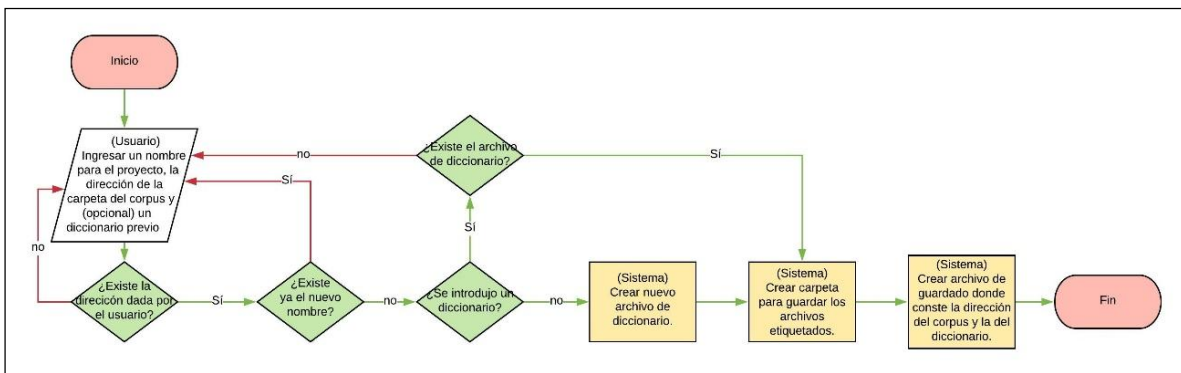 Inicio
(Usuario)
Ingresar un nombre
para el proyecto, la
dirección de la
carpeta del corpus y
(opcional) un
diccionario previo
no
¿Existe la
direción dada por
el usuario?
Sí
¿Existe
ya el nuevo
nombre?
Sí
no
¿Se introdujo un
diccionario?
Sí
¿Existe el archivo
de diccionario?
no
Sí
no
(Sistema)
Crear nuevo
archivo de
diccionario.
(Sistema)
Crear carpeta
para guardar los
archivos
etiquetados.
(Sistema)
Crear archivo de
guardado donde
conste la dirección
del corpus y la del
diccionario.
Fin